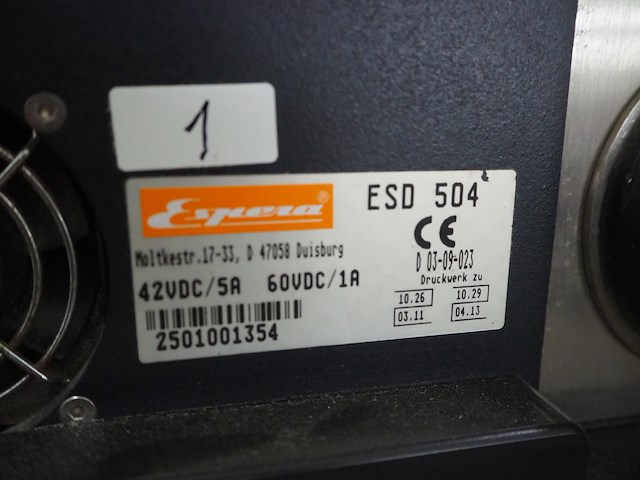 1
Espera®
ESD 504
CE
Moltkestr.17-33, D 47058 Duisburg
D 03-09-023
42VDC/5A 60VDC/1A
Druckwerk zu
10.26 10.29
03.11 04.13
2501001354